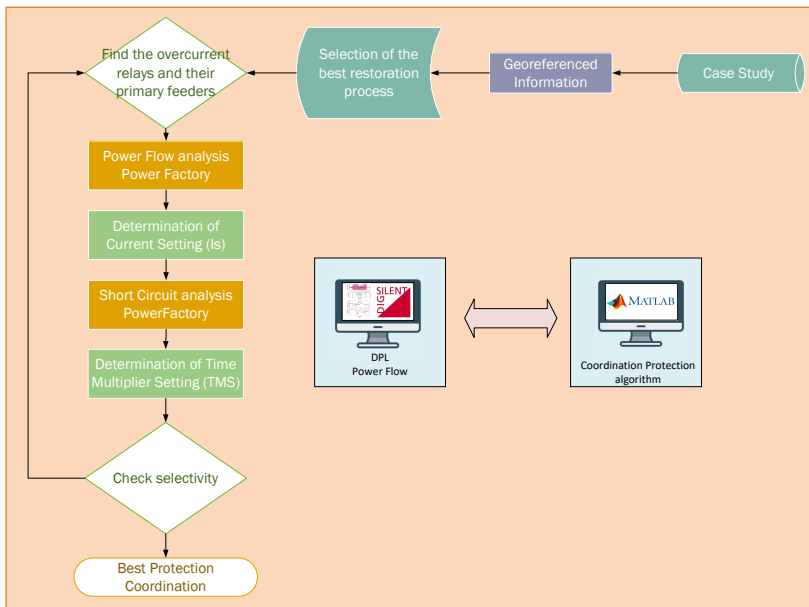 Find the overcurrent
relays and their
primary feeders
Selection of the
best restoration
process
Georeferenced
Information
Case Study
Power Flow analysis
Power Factory
Determination of
Current Setting (Is)
Short Circuit analysis
PowerFactory
Determination of Time
Multiplier Setting (TMS)
Check selectivity
Best Protection
Coordination
DIG
SILENT
DPL
Power Flow
MATLAB
Coordination Protection
algorithm